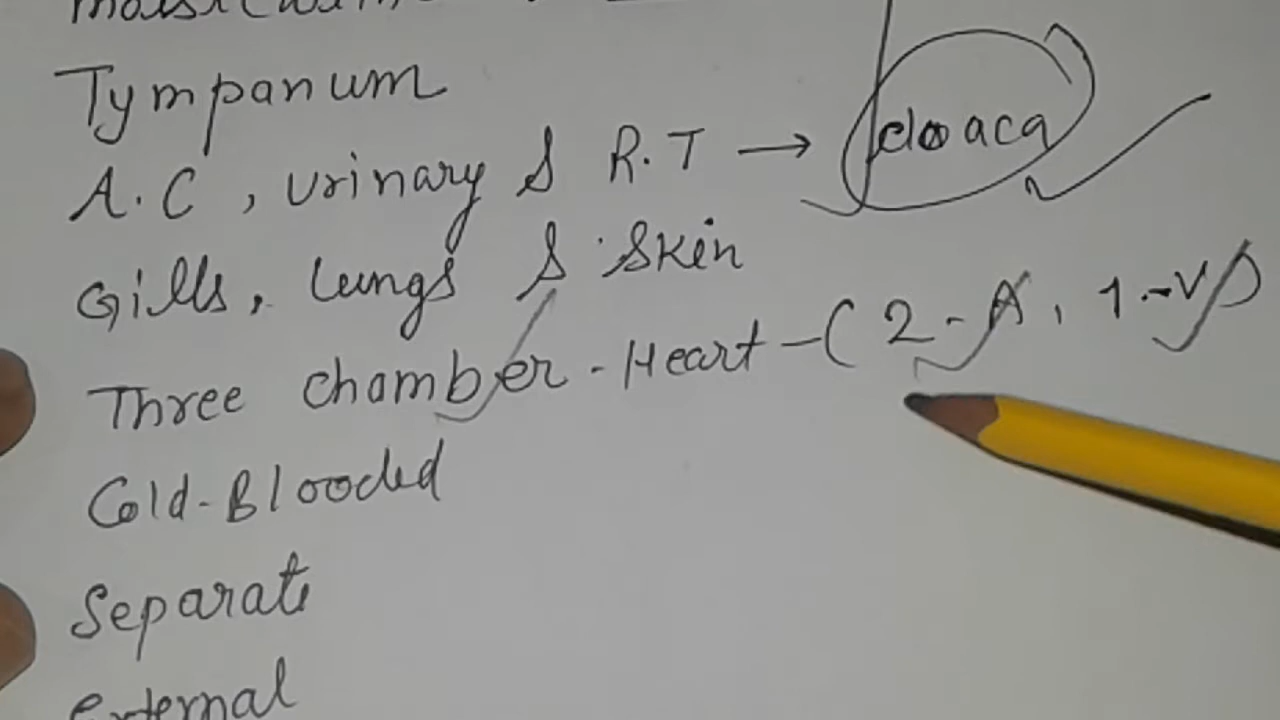 Tympanum
A.C, urinary & R.T → cloaca
Gills, lungs & skin
Three chamber-Heart-(2-A, 1-V)
Cold-Blooded
Separate
external